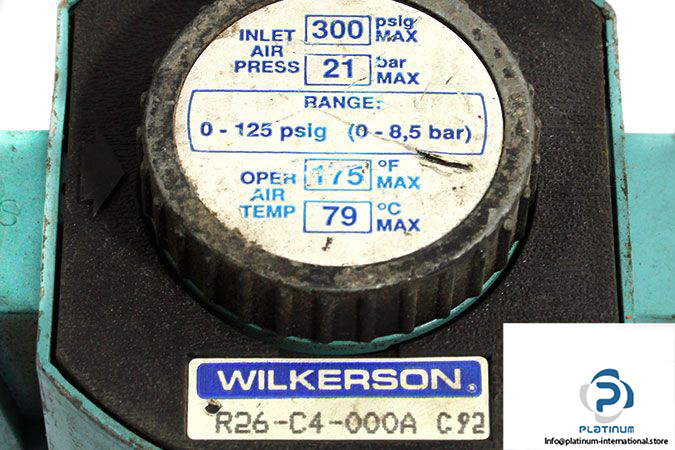 INLET AIR PRESS 300 psig MAX
21 bar MAX
RANGE:
0 - 125 psig (0 - 8,5 bar)
OPER AIR TEMP 175 °F MAX
79 °C MAX
WILKERSON®
R26-C4-000A C92
PLATINUM
Info@platinum-international.store